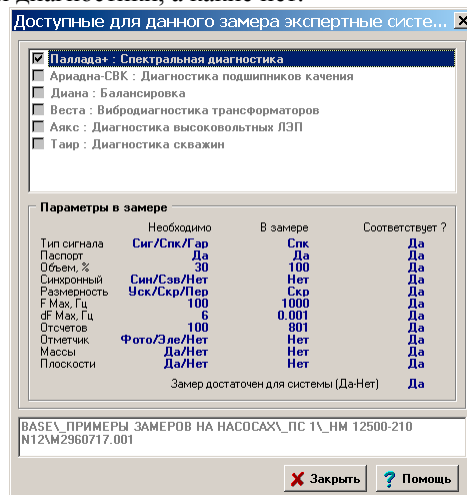 и диагностики, а какие нет.
Доступные для данного замера экспертные систе...
Паллада+ : Спектральная диагностика
Ариадна-СВК : Диагностика подшипников качения
Диана : Балансировка
Веста : Вибродиагностика трансформаторов
Аякс : Диагностика высоковольтных ЛЭП
Таир : Диагностика скважин
Параметры в замере
Необходимо В замере Соответствует ?
Тип сигнала Сиг/Спк/Гар Спк Да
Паспорт Да Да Да
Объем, % 30 100 Да
Синхронный Син/Сзв/Нет Нет Да
Размерность Уск/Скр/Пер Скр Да
F Max, Гц 100 1000 Да
dF Max, Гц 6 0.001 Да
Отсчетов 100 801 Да
Отметчик Фото/Эле/Нет Нет Да
Массы Да/Нет Нет Да
Плоскости Да/Нет Нет Да
Замер достаточен для системы (Да-Нет) Да
BASE\_ПРИМЕРЫ ЗАМЕРОВ НА НАСОСАХ\_ПС 1\_НМ 12500-210
N12\M2960717.001
Закрыть Помощь